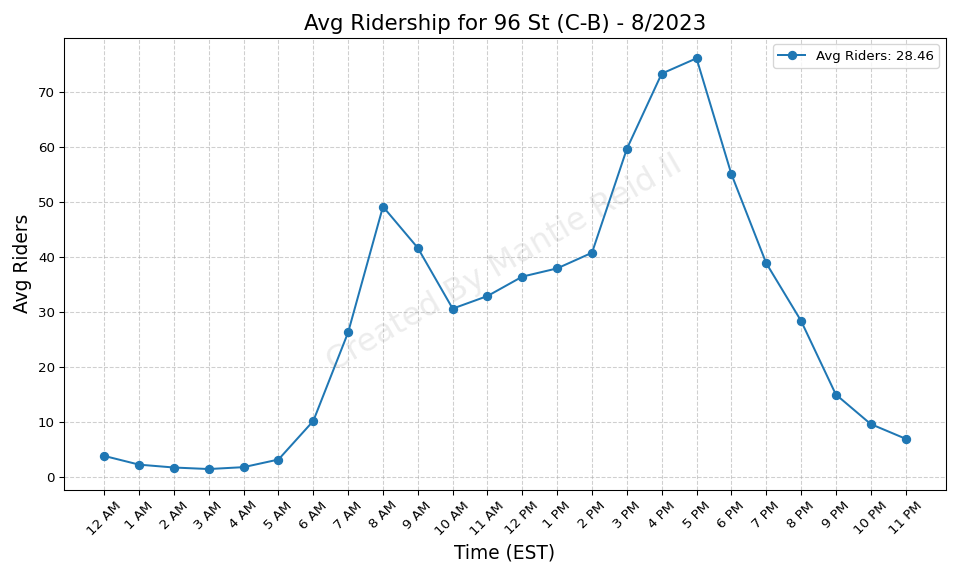 Avg Ridership for 96 St (C-B) - 8/2023
Avg Riders: 28.46
Avg Riders
70
60
50
40
30
20
10
0
Created By Mantle Reid II
12 AM
1 AM
2 AM
3 AM
4 AM
5 AM
6 AM
7 AM
8 AM
9 AM
10 AM
11 AM
12 PM
1 PM
2 PM
3 PM
4 PM
5 PM
6 PM
7 PM
8 PM
9 PM
10 PM
11 PM
Time (EST)